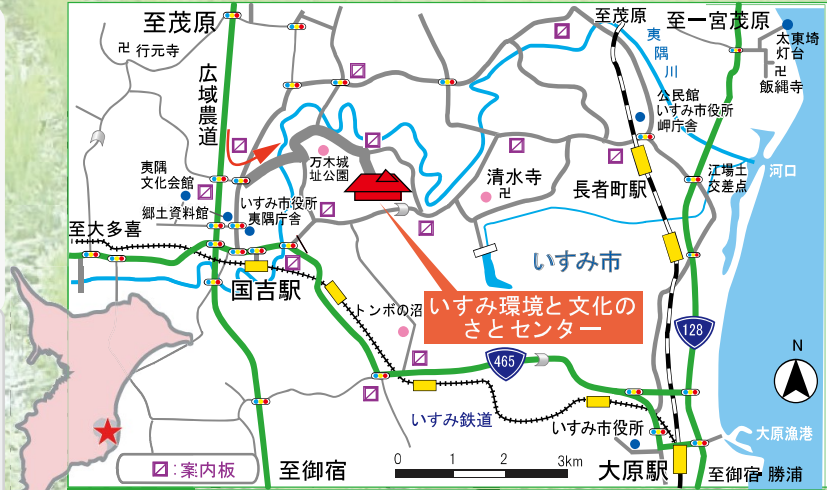 至茂原
至茂原
至一宮茂原
卍 行元寺
夷隅川
太東埼
灯台
卍
飯縄寺
広域農道
公民館
いすみ市役所
岬庁舎
万木城
址公園
清水寺
卍
江場土
交差点
河口
夷隅
文化会館
長者町駅
郷土資料館
いすみ市役所
夷隅庁舎
至大多喜
いすみ市
国吉駅
トンボの沼
いすみ環境と文化の
さとセンター
128
465
N
いすみ鉄道
いすみ市役所
大原漁港
:案内板
至御宿
0 1 2 3km
大原駅
至御宿・勝浦